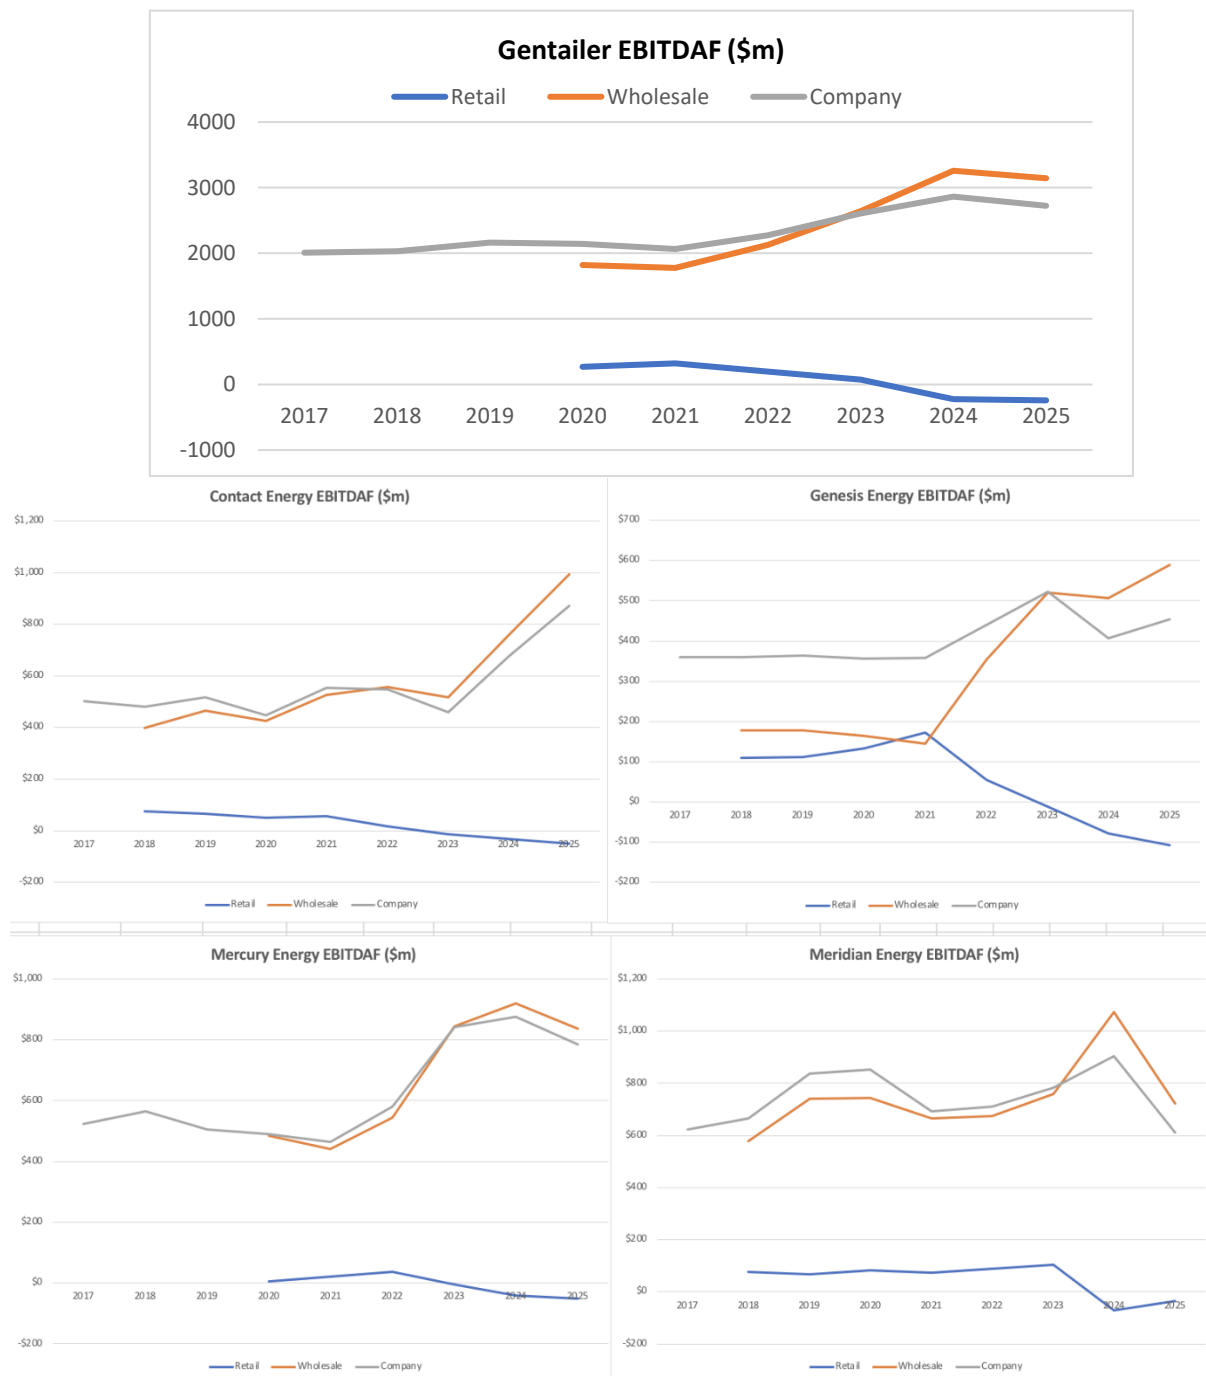 Gentailer EBITDAF ($m)
Retail Wholesale Company
4000
3000
2000
1000
0
2017 2018 2019 2020 2021 2022 2023 2024 2025
-1000
Contact Energy EBITDAF ($m)
$1,200
$1,000
$800
$600
$400
$200
$0
2017 2018 2019 2020 2021 2022 2023 2024 2025
-$200
Retail Wholesale Company
Genesis Energy EBITDAF ($m)
$700
$600
$500
$400
$300
$200
$100
$0
2017 2018 2019 2020 2021 2022 2023 2024 2025
-$100
-$200
Retail Wholesale Company
Mercury Energy EBITDAF ($m)
$1,000
$800
$600
$400
$200
$0
2017 2018 2019 2020 2021 2022 2023 2024 2025
-$200
Retail Wholesale Company
Meridian Energy EBITDAF ($m)
$1,200
$1,000
$800
$600
$400
$200
$0
2017 2018 2019 2020 2021 2022 2023 2024 2025
-$200
Retail Wholesale Company